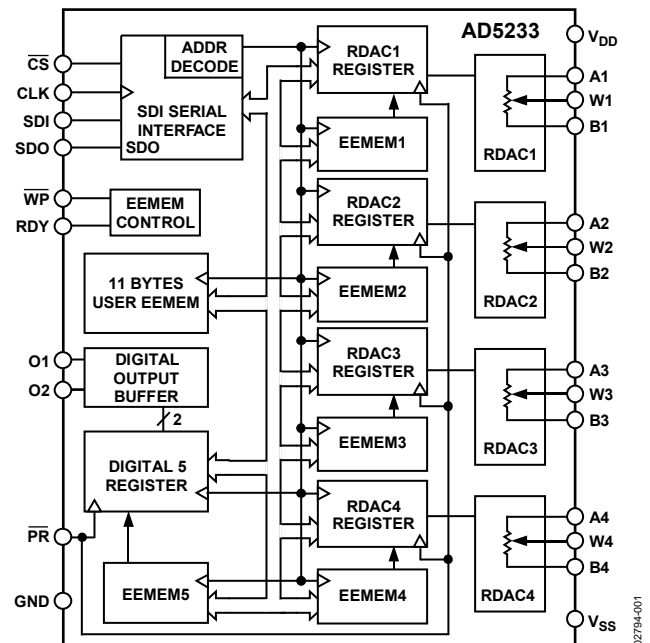 AD5233
CS
CLK
SDI
SDO
ADDR
DECODE
SDI SERIAL
INTERFACE
SDO
WP
RDY
EEMEM
CONTROL
11 BYTES
USER EEMEM
O1
O2
DIGITAL
OUTPUT
BUFFER
2
DIGITAL 5
REGISTER
PR
GND
EEMEM5
RDAC1
REGISTER
EEMEM1
RDAC2
REGISTER
EEMEM2
RDAC3
REGISTER
EEMEM3
RDAC4
REGISTER
EEMEM4
VDD
A1
W1
B1
RDAC1
A2
W2
B2
RDAC2
A3
W3
B3
RDAC3
A4
W4
B4
RDAC4
VSS
02794-001